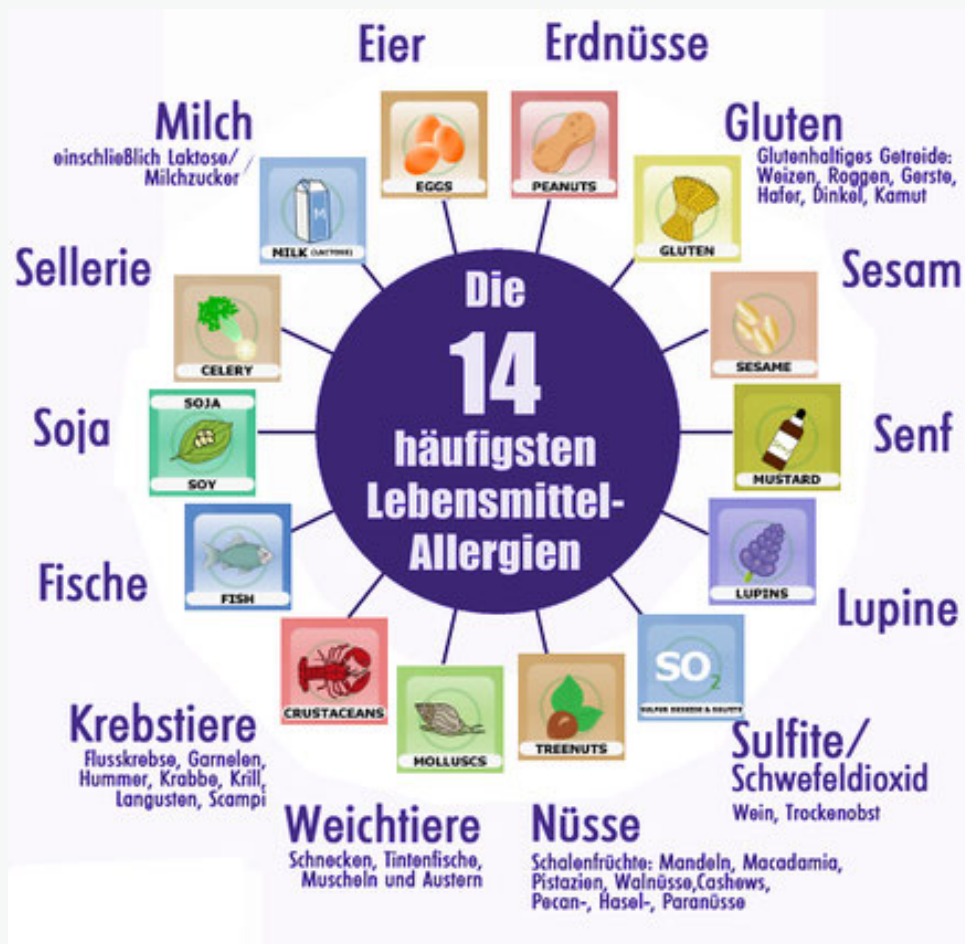 Eier
Erdnüsse
Milch
einschließlich Laktose/
Milchzucker
Gluten
Glutenhaltiges Getreide:
Weizen, Roggen, Gerste,
Hafer, Dinkel, Kamut
EGGS
PEANUTS
MILK (LACTOSE)
GLUTEN
Sellerie
Sesam
CELERY
SESAME
Die
14
häufigsten
Lebensmittel-
Allergien
Soja
SOJA
SOY
Senf
MUSTARD
Fische
FISH
Lupine
LUPINS
CRUSTACEANS
MOLLUSCS
TREENUTS
SO2
Krebstiere
Flusskrebse, Garnelen,
Hummer, Krabbe, Krill,
Langusten, Scampi
Sulfite/
Schwefeldioxid
Wein, Trockenobst
Weichtiere
Schnecken, Tintenfische,
Muscheln und Austern
Nüsse
Schalenfrüchte: Mandeln, Macadamia,
Pistazien, Walnüsse,Cashews,
Pecan-, Hasel-, Paranüsse